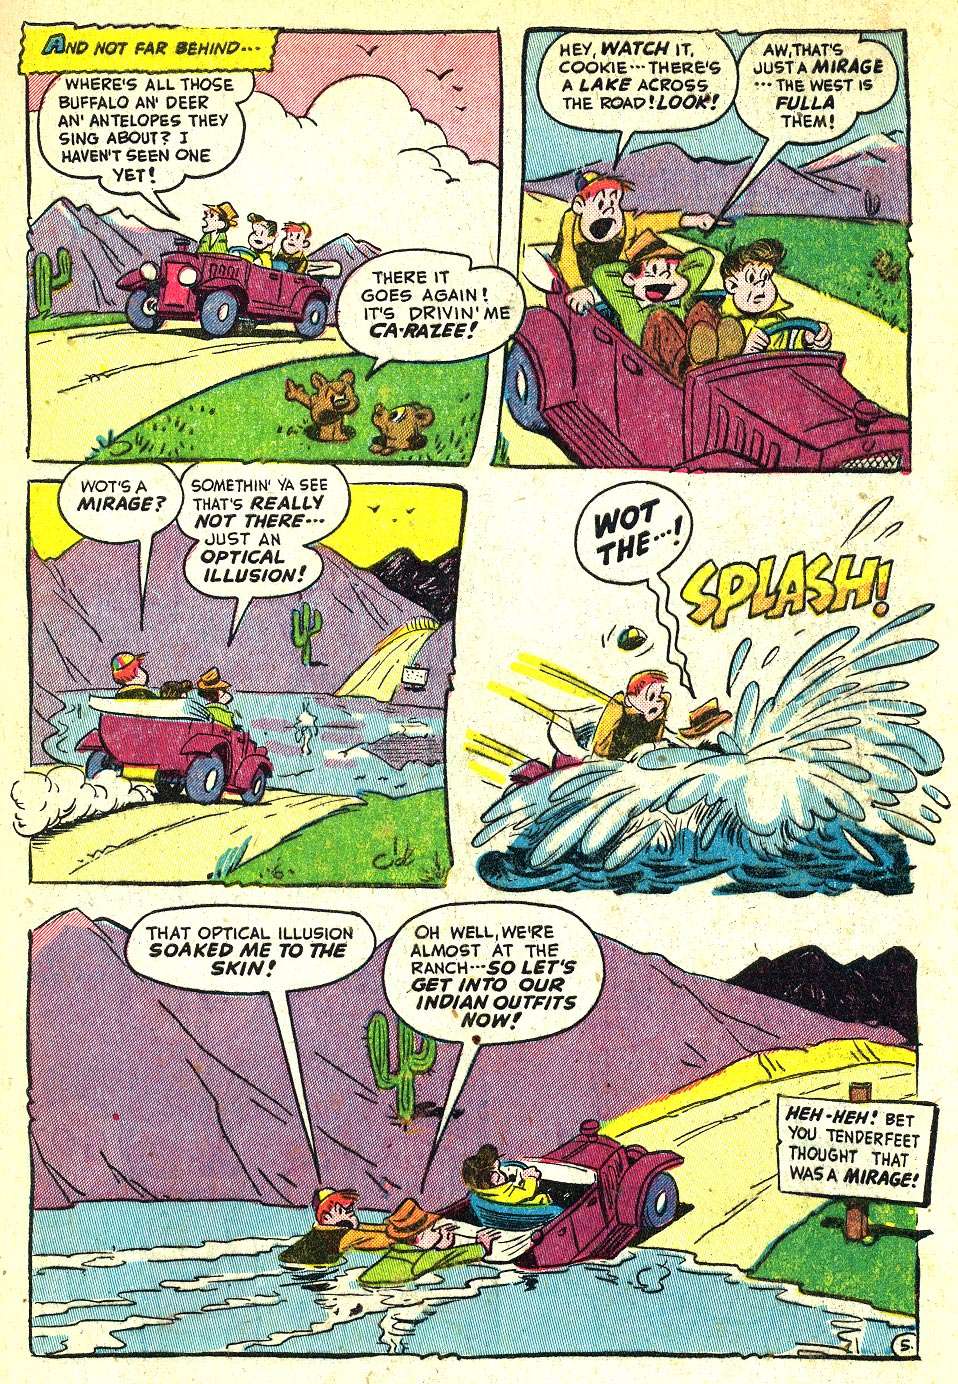 AND NOT FAR BEHIND---
WHERE'S ALL THOSE
BUFFALO AN' DEER
AN' ANTELOPES THEY
SING ABOUT? I
HAVEN'T SEEN ONE
YET!
THERE IT
GOES AGAIN!
IT'S DRIVIN' ME
CA-RAZEE!
HEY, WATCH IT,
COOKIE---THERE'S
A LAKE ACROSS
THE ROAD! LOOK!
AW, THAT'S
JUST A MIRAGE
---THE WEST IS
FULLA
THEM!
WOT'S A
MIRAGE?
SOMETHIN' YA SEE
THAT'S REALLY
NOT THERE---
JUST AN
OPTICAL
ILLUSION!
WOT
THE---!
SPLASH!
THAT OPTICAL ILLUSION
SOAKED ME TO THE
SKIN!
OH WELL, WE'RE
ALMOST AT THE
RANCH---SO LET'S
GET INTO OUR
INDIAN OUTFITS
NOW!
HEH-HEH! BET
YOU TENDERFEET
THOUGHT THAT
WAS A MIRAGE!
5.